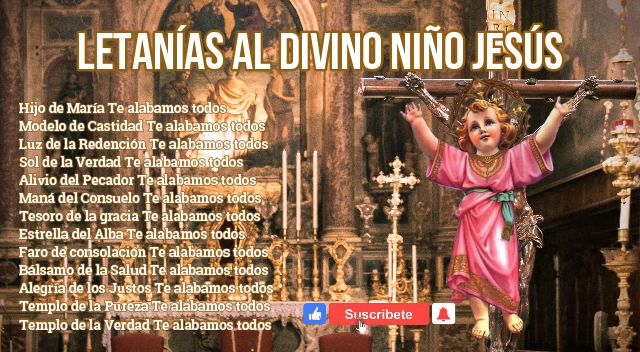 LETANÍAS AL DIVINO NIÑO JESÚS
IN
RI
Hijo de María Te alabamos todos
Modelo de Castidad Te alabamos todos
Luz de la Redención Te alabamos todos
Sol de la Verdad Te alabamos todos
Alivio del Pecador Te alabamos todos
Maná del Consuelo Te alabamos todos
Tesoro de la gracia Te alabamos todos
Estrella del Alba Te alabamos todos
Faro de consolación Te alabamos todos
Bálsamo de la Salud Te alabamos todos
Alegría de los Justos Te alabamos todos
Templo de la Pureza Te alabamos todos
Templo de la Verdad Te alabamos todos
Suscribete